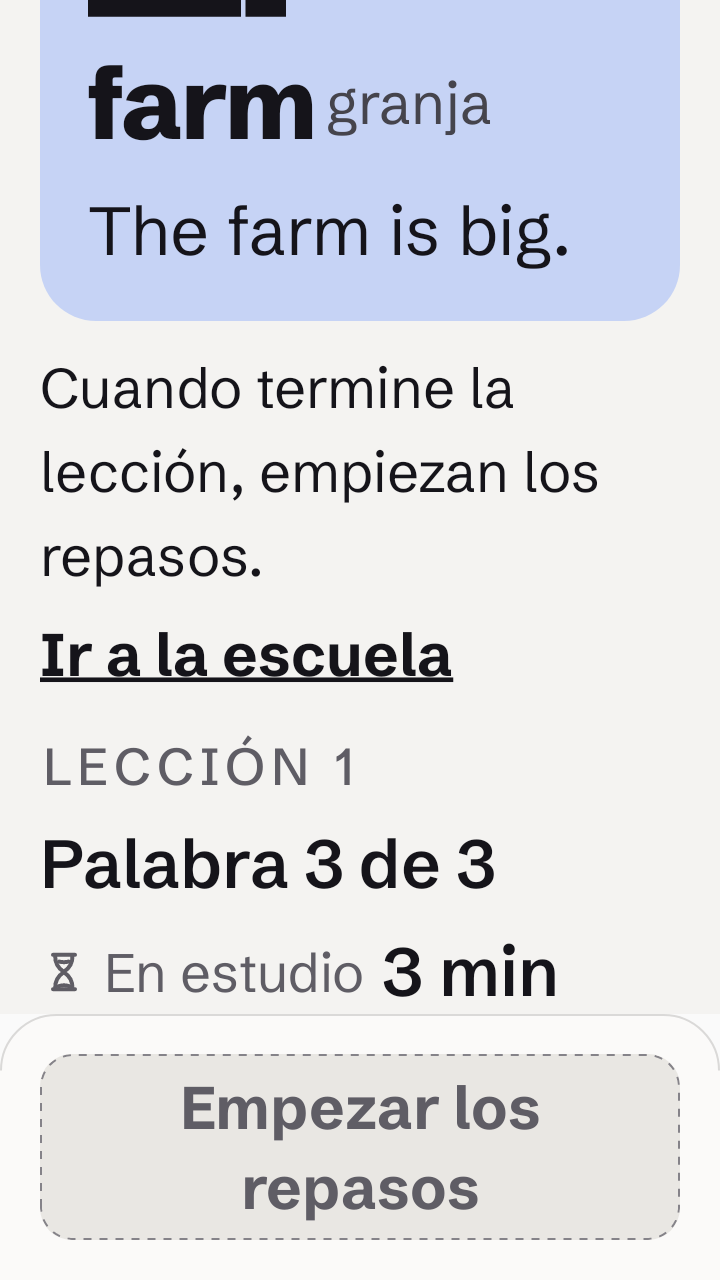 farm granja
The farm is big.
Cuando termine la
lección, empiezan los
repasos.
Ir a la escuela
LECCIÓN 1
Palabra 3 de 3
En estudio 3 min
Empezar los
repasos